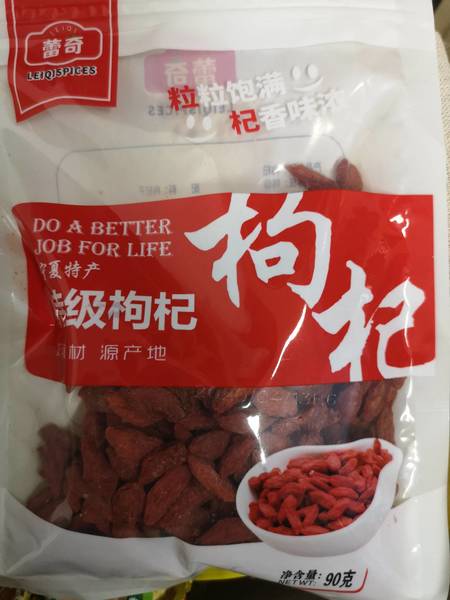 LEIQI
蕾奇
LEIQISPICES
粒粒饱满
杞香味浓
DO A BETTER
JOB FOR LIFE
宁夏特产
特级枸杞
枸杞
材 源产地
净含量:
NETWT:
90克